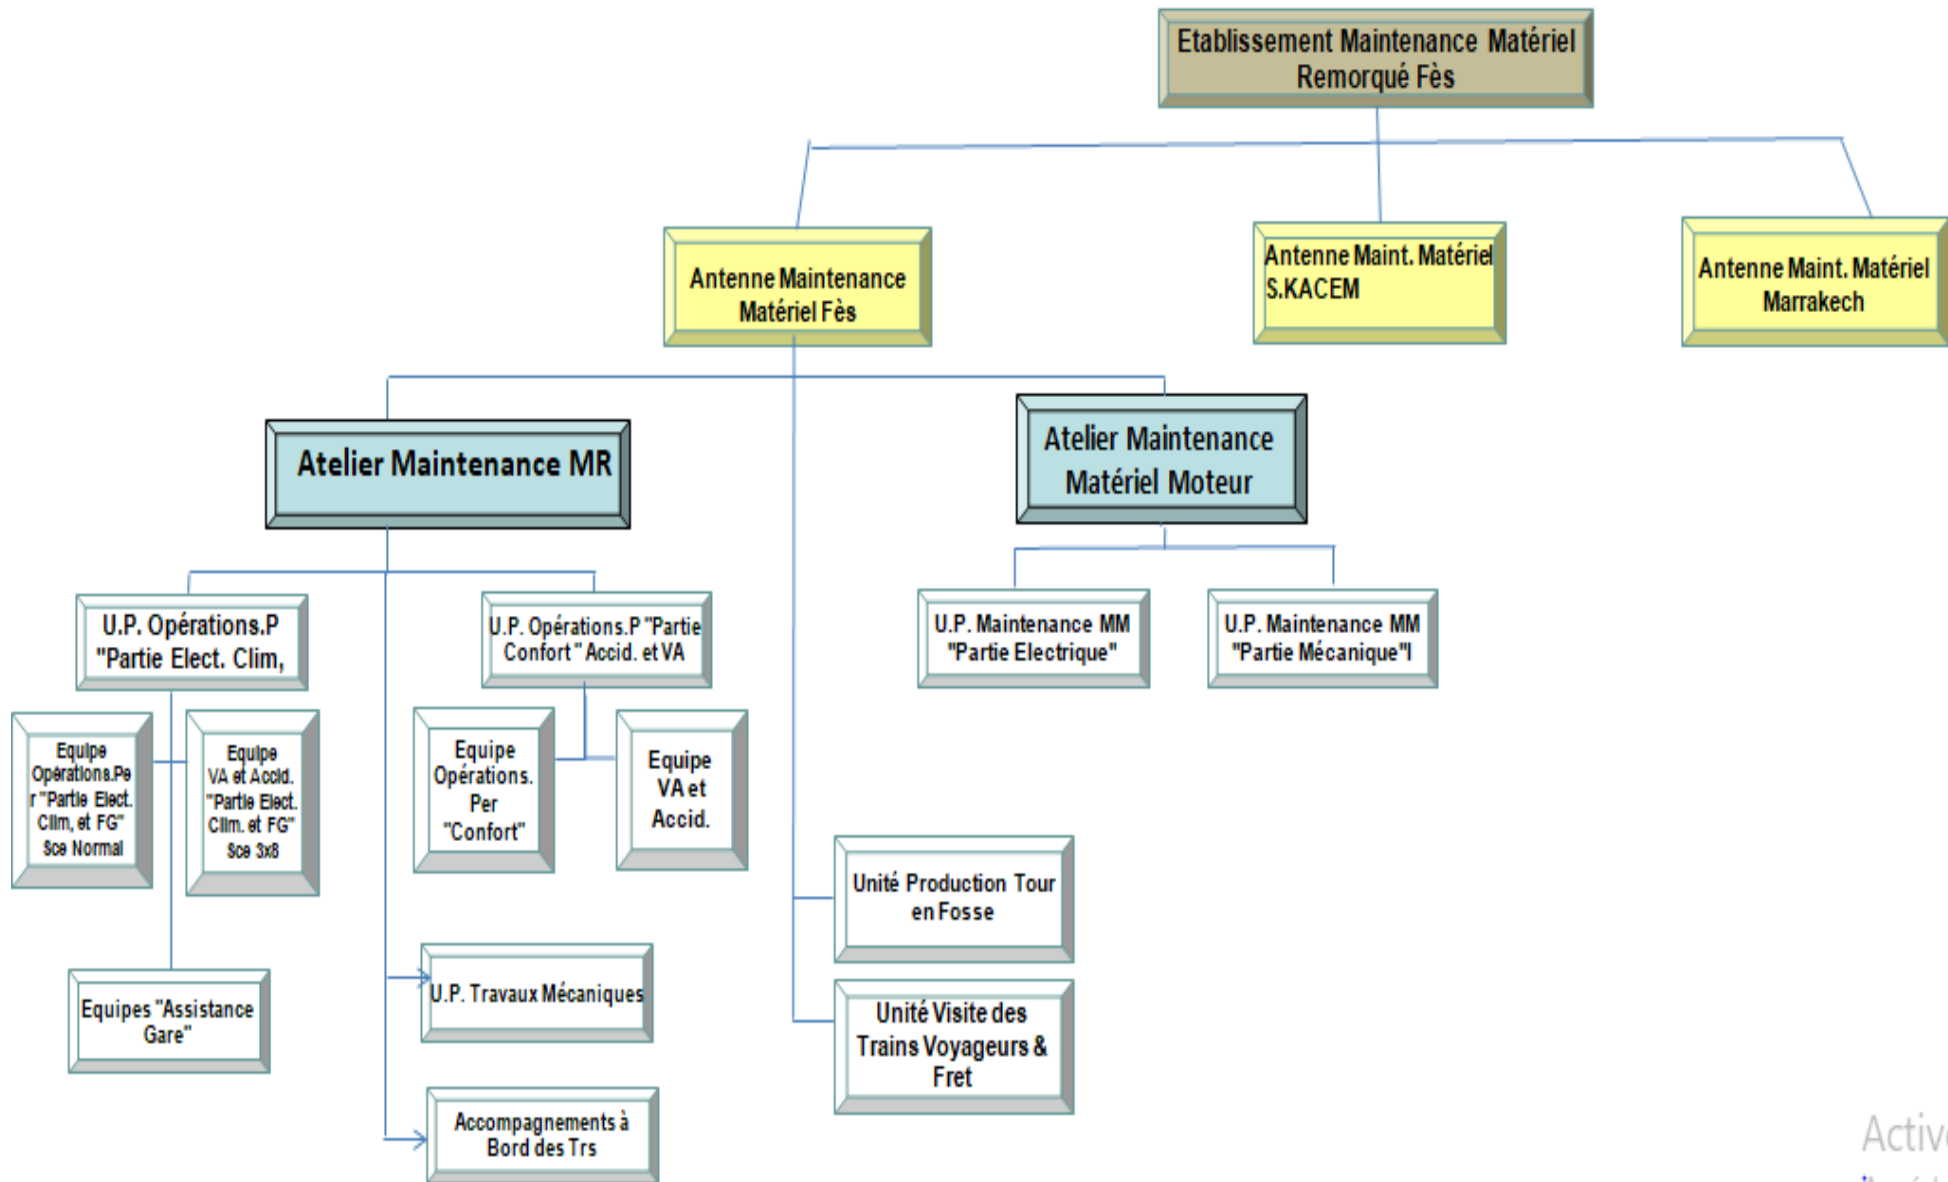 Etablissement Maintenance Matériel
Remorqué Fès
Antenne Maintenance
Matériel Fès
Antenne Maint. Matériel
S.KACEM
Antenne Maint. Matériel
Marrakech
Atelier Maintenance MR
Atelier Maintenance
Matériel Moteur
U.P. Opérations.P
"Partie Elect. Clim,
U.P. Opérations.P "Partie
Confort " Accid. et VA
U.P. Maintenance MM
"Partie Electrique"
U.P. Maintenance MM
"Partie Mécanique"I
Equipe
Opérations.Pe
r "Partie Elect.
Clim, et FG"
Sce Normal
Equipe
VA et Accid.
"Partie Elect.
Clim. et FG"
Sce 3x8
Equipe
Opérations.
Per
"Confort"
Equipe
VA et
Accid.
Unité Production Tour
en Fosse
Equipes "Assistance
Gare"
U.P. Travaux Mécaniques
Unité Visite des
Trains Voyageurs &
Fret
Accompagnements à
Bord des Trs